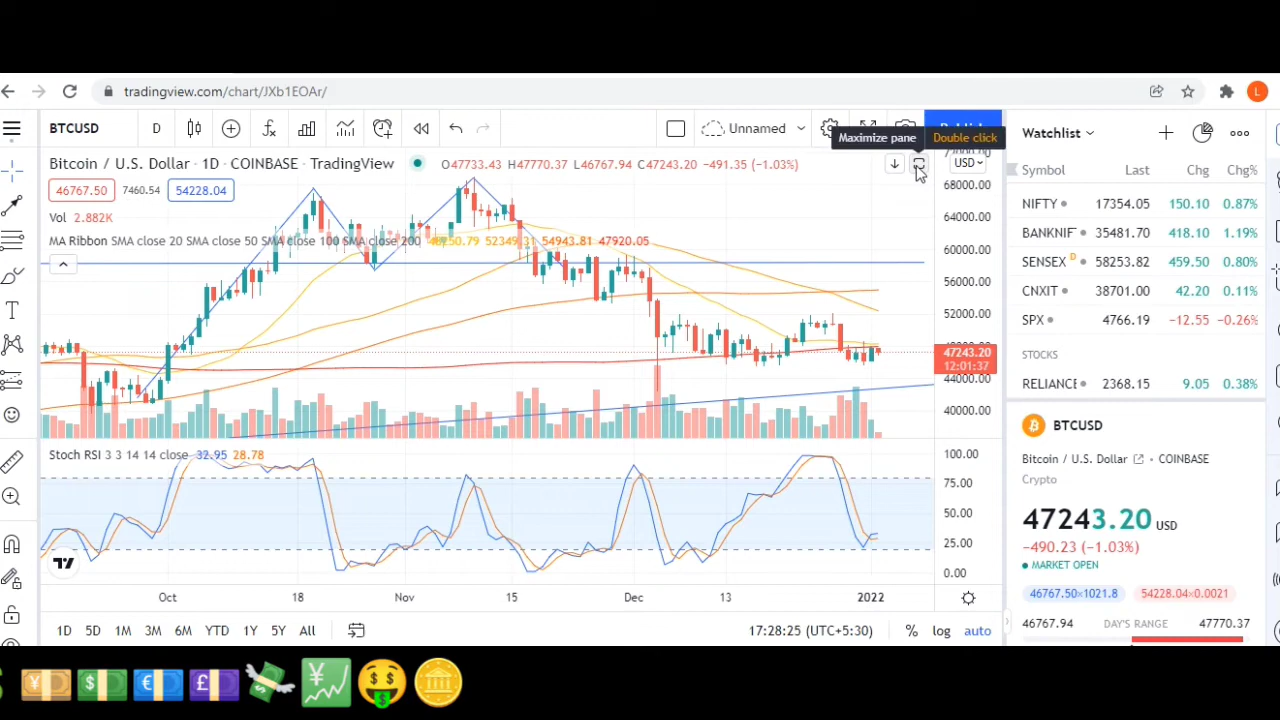 tradingview.com/chart/JXb1EOAr/
L
BTCUSD
D
Unnamed
Publish
Watchlist
Maximize pane
Double click
Bitcoin / U.S. Dollar · 1D · COINBASE · TradingView
O47733.43 H47770.37 L46767.94 C47243.20 −491.35 (−1.03%)
USD
46767.50 7460.54 54228.04
Vol 2.882K
MA Ribbon SMA close 20 SMA close 50 SMA close 100 SMA close 200 52349.31 54943.81 47920.05
68000.00
64000.00
60000.00
56000.00
52000.00
47243.20
12:01:37
44000.00
40000.00
Stoch RSI 3 3 14 14 close 32.95 28.78
100.00
75.00
50.00
25.00
0.00
Oct 18 Nov 15 Dec 13 2022
1D 5D 1M 3M 6M YTD 1Y 5Y All
17:28:25 (UTC+5:30)
% log auto
Symbol Last Chg Chg%
NIFTY 17354.05 150.10 0.87%
BANKNIF 35481.70 418.10 1.19%
SENSEX D 58253.82 459.50 0.80%
CNXIT 38701.00 42.20 0.11%
SPX 4766.19 −12.55 −0.26%
STOCKS
RELIANCE 2368.15 9.05 0.38%
BTCUSD
Bitcoin / U.S. Dollar · COINBASE
Crypto
47243.20 USD
−490.23 (−1.03%)
MARKET OPEN
46767.50×1021.8 54228.04×0.0021
46767.94 DAY'S RANGE 47770.37